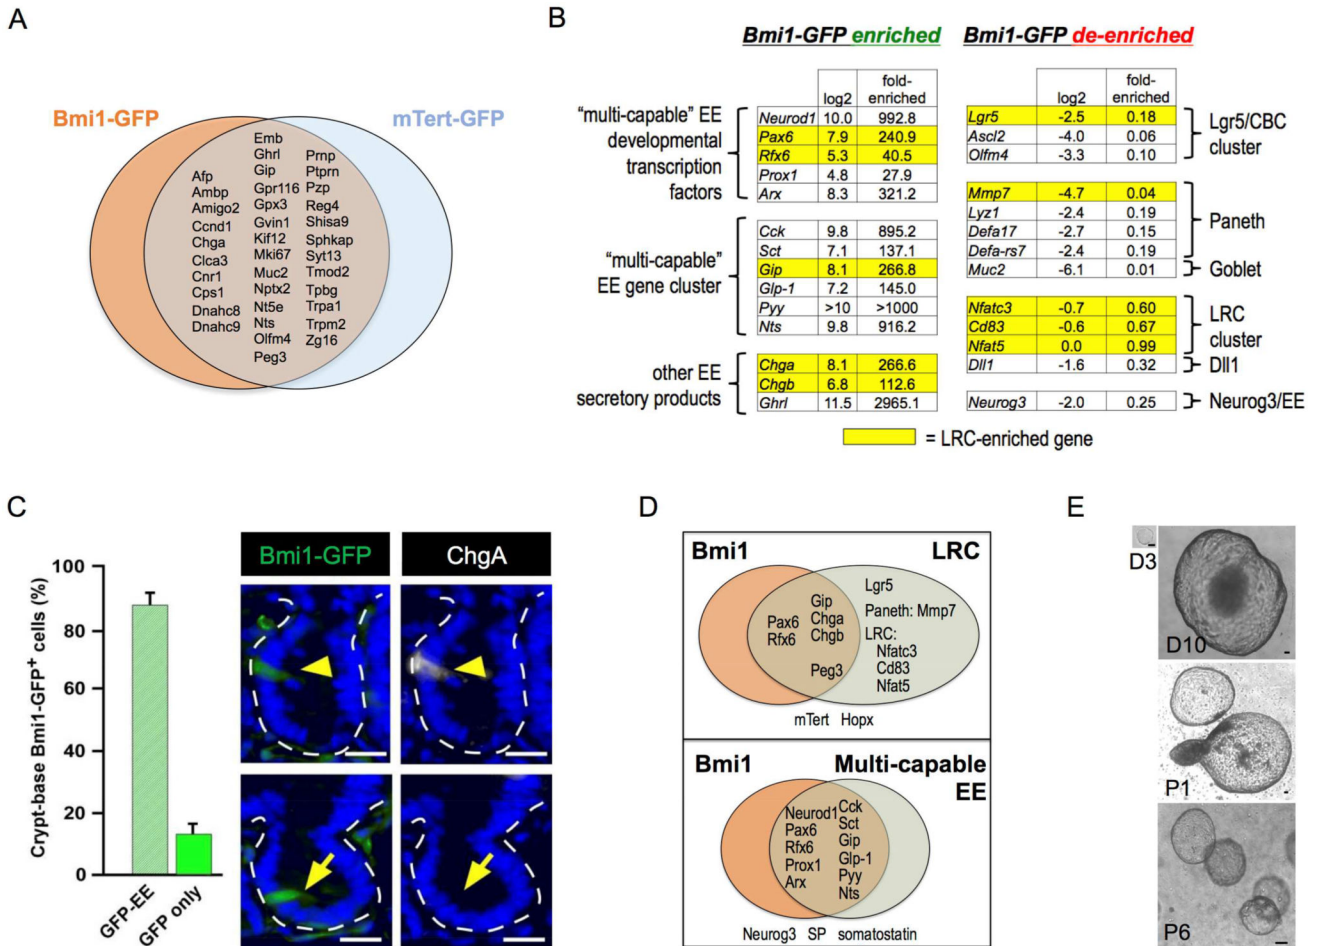 A
Bmi1-GFP
mTert-GFP
Afp
Ambp
Amigo2
Ccnd1
Chga
Clca3
Cnr1
Cps1
Dnahc8
Dnahc9
Emb
Ghrl
Gip
Gpr116
Gpx3
Gvin1
Kif12
Mki67
Muc2
Nptx2
Nt5e
Nts
Olfm4
Peg3
Prnp
Ptprn
Pzp
Reg4
Shisa9
Sphkap
Syt13
Tmod2
Tpbg
Trpa1
Trpm2
Zg16
B
Bmi1-GFP enriched
log2 fold-
enriched
"multi-capable" EE
developmental
transcription
factors
Neurod1 10.0 992.8
Pax6 7.9 240.9
Rfx6 5.3 40.5
Prox1 4.8 27.9
Arx 8.3 321.2
"multi-capable"
EE gene cluster
Cck 9.8 895.2
Sct 7.1 137.1
Gip 8.1 266.8
Glp-1 7.2 145.0
Pyy >10 >1000
Nts 9.8 916.2
other EE
secretory products
Chga 8.1 266.6
Chgb 6.8 112.6
Ghrl 11.5 2965.1
Bmi1-GFP de-enriched
log2 fold-
enriched
Lgr5 -2.5 0.18
Ascl2 -4.0 0.06
Olfm4 -3.3 0.10
Lgr5/CBC
cluster
Mmp7 -4.7 0.04
Lyz1 -2.4 0.19
Defa17 -2.7 0.15
Defa-rs7 -2.4 0.19
Muc2 -6.1 0.01
Paneth
Goblet
Nfatc3 -0.7 0.60
Cd83 -0.6 0.67
Nfat5 0.0 0.99
Dll1 -1.6 0.32
LRC
cluster
Dll1
Neurog3 -2.0 0.25
Neurog3/EE
= LRC-enriched gene
C
Crypt-base Bmi1-GFP+ cells (%)
100
80
60
40
20
0
GFP-EE
GFP only
Bmi1-GFP
ChgA
D
Bmi1
LRC
Pax6
Rfx6
Gip
Chga
Chgb
Peg3
Lgr5
Paneth: Mmp7
LRC:
Nfatc3
Cd83
Nfat5
mTert Hopx
Bmi1
Multi-capable
EE
Neurod1
Pax6
Rfx6
Prox1
Arx
Cck
Sct
Gip
Glp-1
Pyy
Nts
Neurog3 SP somatostatin
E
D3
D10
P1
P6